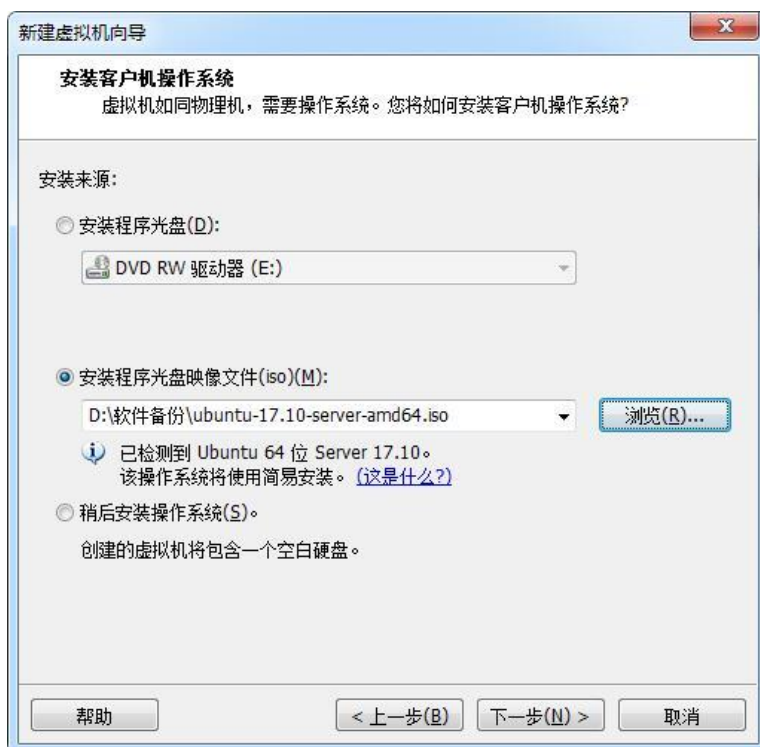 新建虚拟机向导
安装客户机操作系统
虚拟机如同物理机，需要操作系统。您将如何安装客户机操作系统?
安装来源:
安装程序光盘(D):
DVD RW 驱动器 (E:)
安装程序光盘映像文件(iso)(M):
D:\软件备份\ubuntu-17.10-server-amd64.iso
浏览(R)...
已检测到 Ubuntu 64 位 Server 17.10。
该操作系统将使用简易安装。 (这是什么?)
稍后安装操作系统(S)。
创建的虚拟机将包含一个空白硬盘。
帮助
< 上一步(B)
下一步(N) >
取消